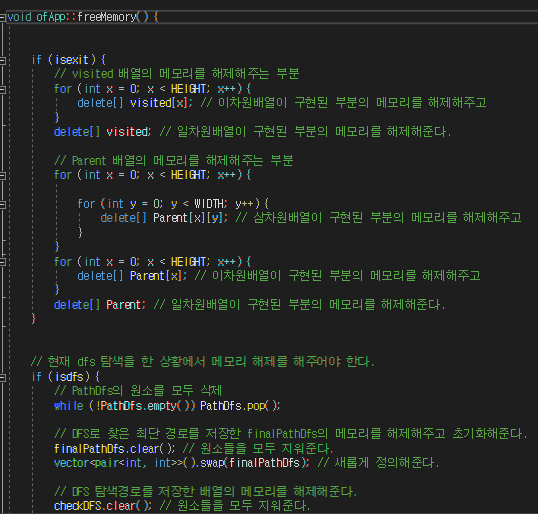 void ofApp::freeMemory() {
if (isexit) {
// visited 배열의 메모리를 해제해주는 부분
for (int x = 0; x < HEIGHT; x++) {
delete[] visited[x]; // 이차원배열이 구현된 부분의 메모리를 해제해주고
}
delete[] visited; // 일차원배열이 구현된 부분의 메모리를 해제해준다.
// Parent 배열의 메모리를 해제해주는 부분
for (int x = 0; x < HEIGHT; x++) {
for (int y = 0; y < WIDTH; y++) {
delete[] Parent[x][y]; // 삼차원배열이 구현된 부분의 메모리를 해제해주고
}
}
for (int x = 0; x < HEIGHT; x++) {
delete[] Parent[x]; // 이차원배열이 구현된 부분의 메모리를 해제해주고
}
delete[] Parent; // 일차원배열이 구현된 부분의 메모리를 해제해준다.
}
// 현재 dfs 탐색을 한 상황에서 메모리 해제를 해주어야 한다.
if (isdfs) {
// PathDfs의 원소를 모두 삭제
while (!PathDfs.empty()) PathDfs.pop();
// DFS로 찾은 최단 경로를 저장한 finalPathDfs의 메모리를 해제해주고 초기화해준다.
finalPathDfs.clear(); // 원소들을 모두 지워준다.
vector<pair<int, int>>().swap(finalPathDfs); // 새롭게 정의해준다.
// DFS 탐색경로를 저장한 배열의 메모리를 해제해준다.
checkDFS.clear(); // 원소들을 모두 지워준다.